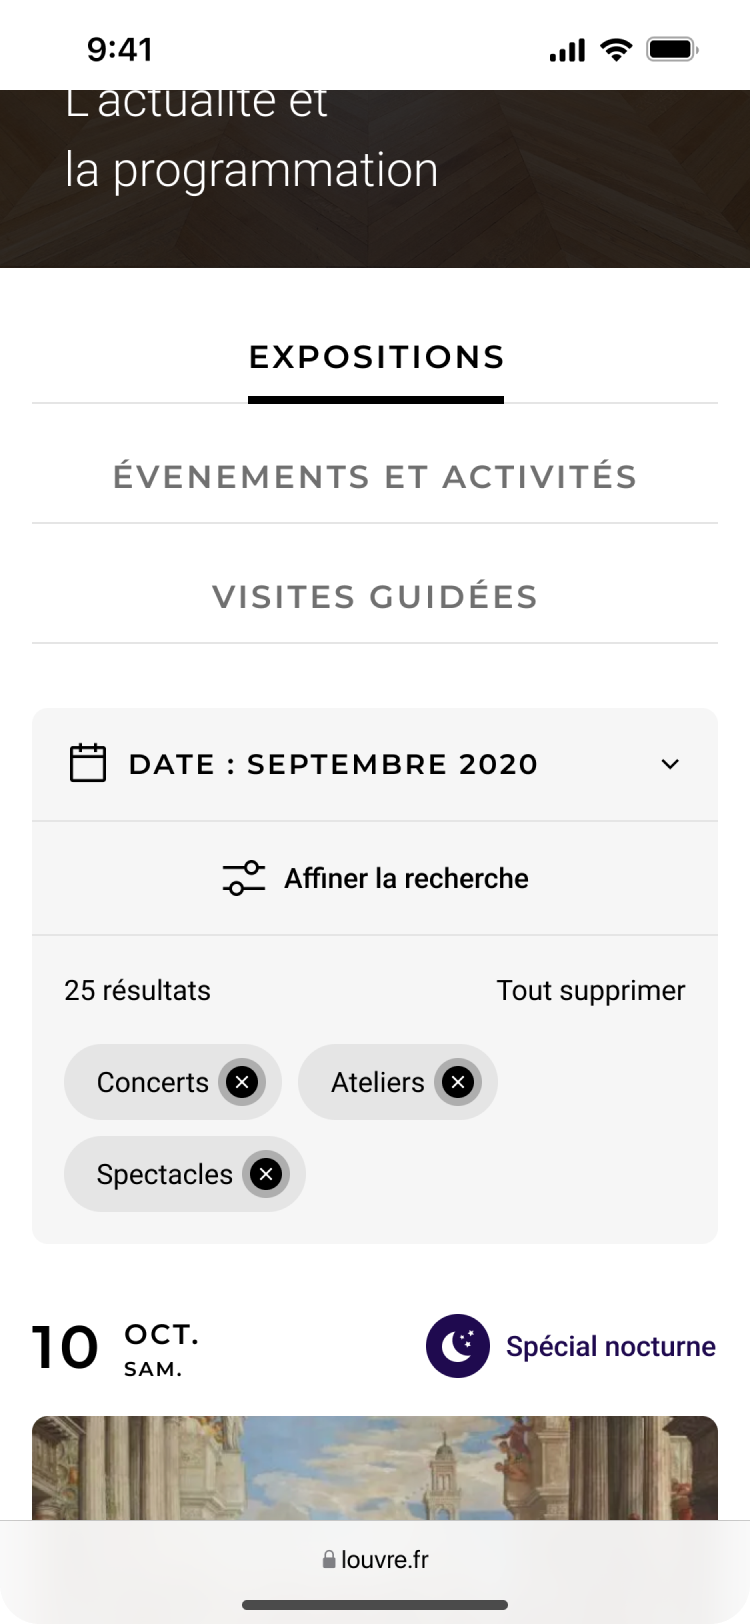 9:41
L'actualité et
la programmation
EXPOSITIONS
ÉVENEMENTS ET ACTIVITÉS
VISITES GUIDÉES
DATE : SEPTEMBRE 2020
Affiner la recherche
25 résultats
Tout supprimer
Concerts
Ateliers
Spectacles
10
OCT.
SAM.
Spécial nocturne
louvre.fr